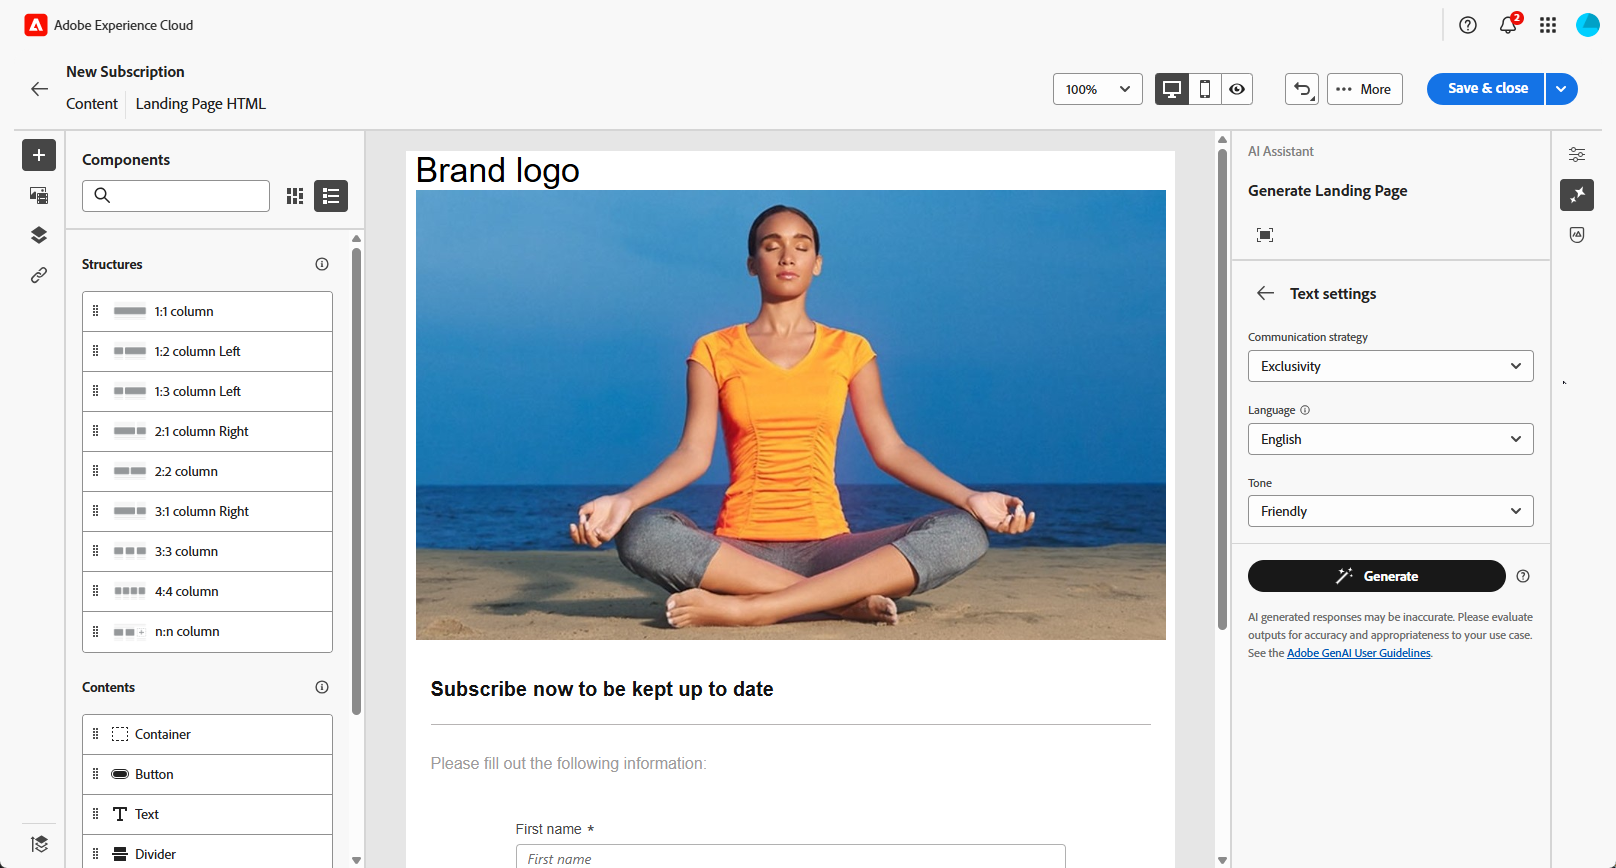 Adobe Experience Cloud
2
New Subscription
Content
Landing Page HTML
100%
More
Save & close
Components
Structures
1:1 column
1:2 column Left
1:3 column Left
2:1 column Right
2:2 column
3:1 column Right
3:3 column
4:4 column
n:n column
Contents
Container
Button
Text
Divider
Brand logo
Subscribe now to be kept up to date
Please fill out the following information:
First name *
First name
AI Assistant
Generate Landing Page
Text settings
Communication strategy
Exclusivity
Language
English
Tone
Friendly
Generate
AI generated responses may be inaccurate. Please evaluate
outputs for accuracy and appropriateness to your use case.
See the Adobe GenAI User Guidelines.